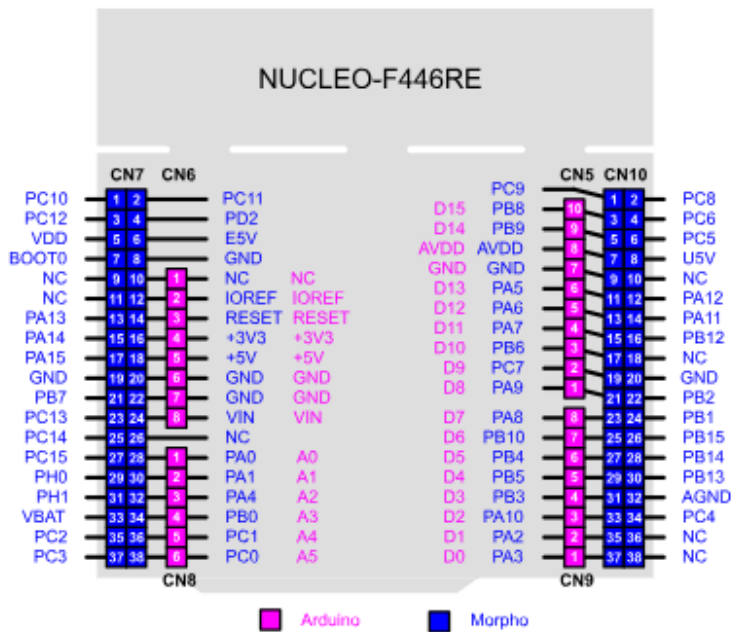 NUCLEO-F446RE
CN7 CN6 CN5 CN10
PC9
PC10 1 2 PC11 D15 PB8 10 1 2 PC8
PC12 3 4 PD2 D14 PB9 9 3 4 PC6
VDD 5 6 E5V AVDD AVDD 8 5 6 PC5
BOOT0 7 8 GND GND GND 7 7 8 U5V
NC 9 10 1 NC NC D13 PA5 6 9 10 NC
NC 11 12 2 IOREF IOREF D12 PA6 5 11 12 PA12
PA13 13 14 3 RESET RESET D11 PA7 4 13 14 PA11
PA14 15 16 4 +3V3 +3V3 D10 PB6 3 15 16 PB12
PA15 17 18 5 +5V +5V D9 PC7 2 17 18 NC
GND 19 20 6 GND GND D8 PA9 1 19 20 GND
PB7 21 22 7 GND GND 21 22 PB2
PC13 23 24 8 VIN VIN D7 PA8 8 23 24 PB1
PC14 25 26 NC D6 PB10 7 25 26 PB15
PC15 27 28 1 PA0 A0 D5 PB4 6 27 28 PB14
PH0 29 30 2 PA1 A1 D4 PB5 5 29 30 PB13
PH1 31 32 3 PA4 A2 D3 PB3 4 31 32 AGND
VBAT 33 34 4 PB0 A3 D2 PA10 3 33 34 PC4
PC2 35 36 5 PC1 A4 D1 PA2 2 35 36 NC
PC3 37 38 6 PC0 A5 D0 PA3 1 37 38 NC
CN8 CN9
Arduino Morpho